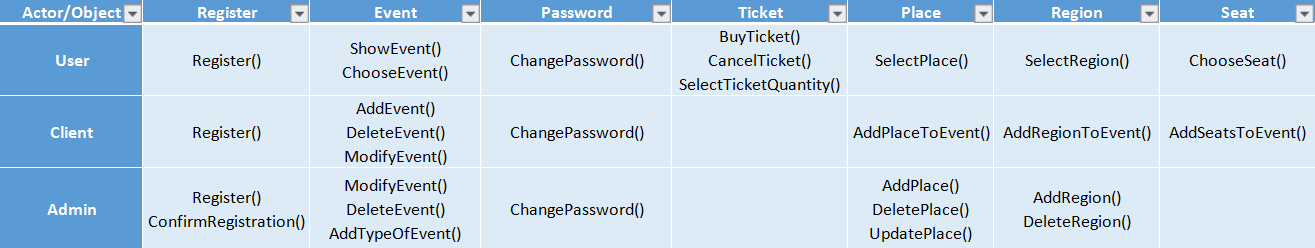 Actor/Object Register Event Password Ticket Place Region Seat
User
Register()
ShowEvent()
ChooseEvent()
ChangePassword()
BuyTicket()
CancelTicket()
SelectTicketQuantity()
SelectPlace()
SelectRegion()
ChooseSeat()
Client
Register()
AddEvent()
DeleteEvent()
ModifyEvent()
ChangePassword()
AddPlaceToEvent()
AddRegionToEvent()
AddSeatsToEvent()
Admin
Register()
ConfirmRegistration()
ModifyEvent()
DeleteEvent()
AddTypeOfEvent()
ChangePassword()
AddPlace()
DeletePlace()
UpdatePlace()
AddRegion()
DeleteRegion()